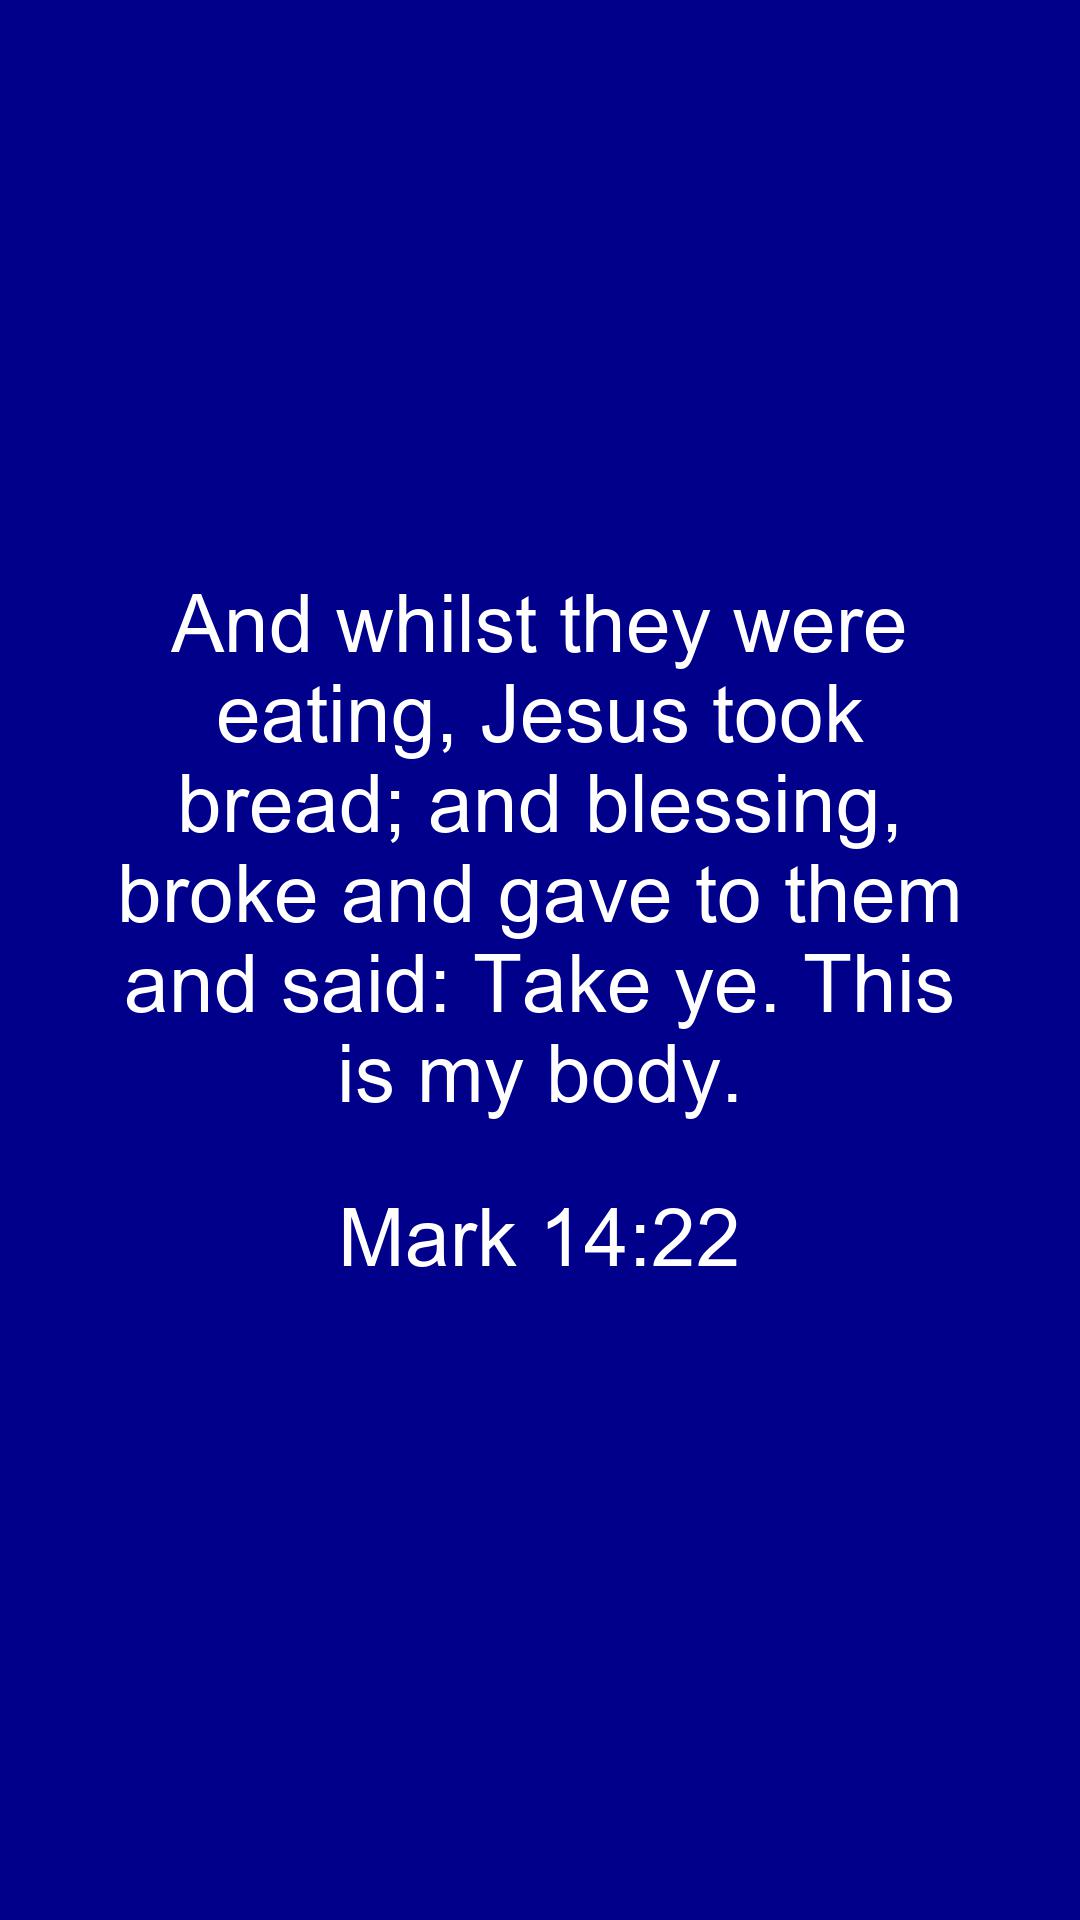 And whilst they were
eating, Jesus took
bread; and blessing,
broke and gave to them
and said: Take ye. This
is my body.
Mark 14:22